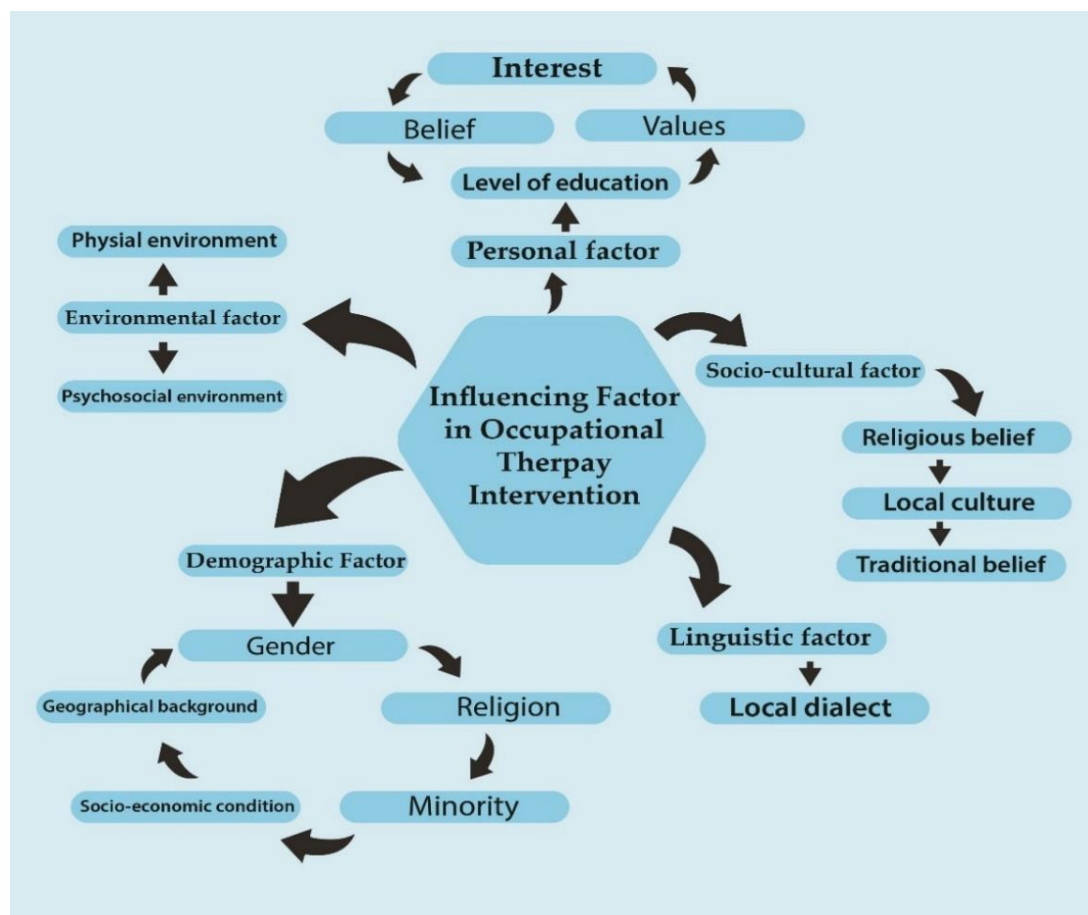 Interest
Belief
Values
Level of education
Personal factor
Physial environment
Environmental factor
Psychosocial environment
Influencing Factor
in Occupational
Therpay
Intervention
Socio-cultural factor
Religious belief
Local culture
Traditional belief
Demographic Factor
Gender
Geographical background
Religion
Socio-economic condition
Minority
Linguistic factor
Local dialect